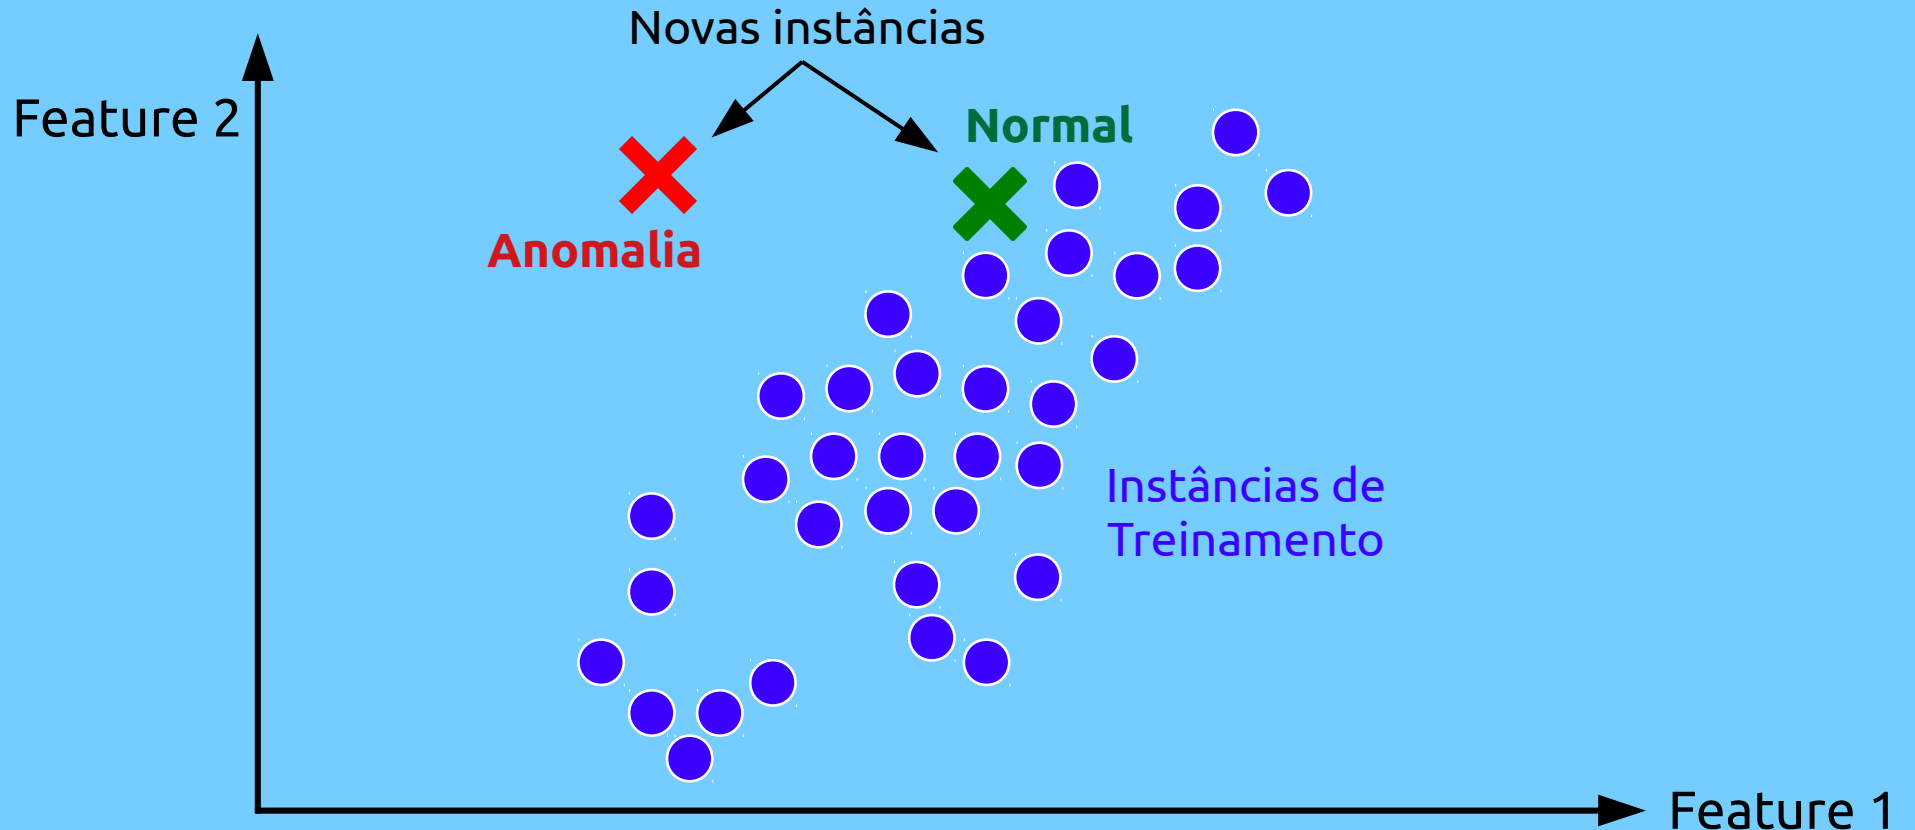 Novas instâncias
Feature 2
Normal
Anomalia
Instâncias de
Treinamento
Feature 1